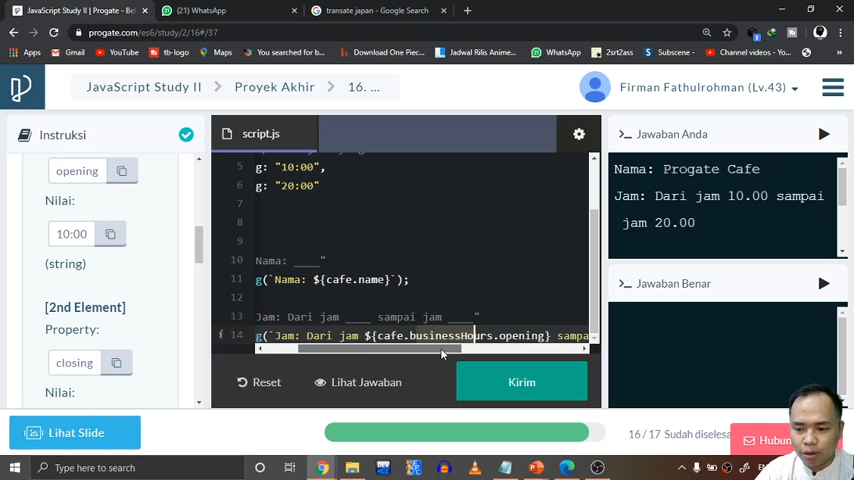 JavaScript Study II | Progate - Bel
(21) WhatsApp
transate japan - Google Search
progate.com/es6/study/2/16#/37
Apps
Gmail
YouTube
tb-logo
Maps
You searched for b...
Download One Piec...
Jadwal Rilis Anime...
WhatsApp
2srt2ass
Subscene -
Channel videos - Yo...
JavaScript Study II
Proyek Akhir
16. ...
Firman Fathulrohman (Lv.43)
Instruksi
opening
Nilai:
10:00
(string)
[2nd Element]
Property:
closing
Nilai:
script.js
5 g: "10:00",
6 g: "20:00"
7
8
9
10 Nama: ____"
11 g(`Nama: ${cafe.name}`);
12
13 Jam: Dari jam ____ sampai jam ____"
14 g(`Jam: Dari jam ${cafe.businessHours.opening} sampa
Reset
Lihat Jawaban
Kirim
Jawaban Anda
Nama: Progate Cafe
Jam: Dari jam 10.00 sampai
jam 20.00
Jawaban Benar
Lihat Slide
16 / 17 Sudah diselesa
Hubun
Type here to search
ENG